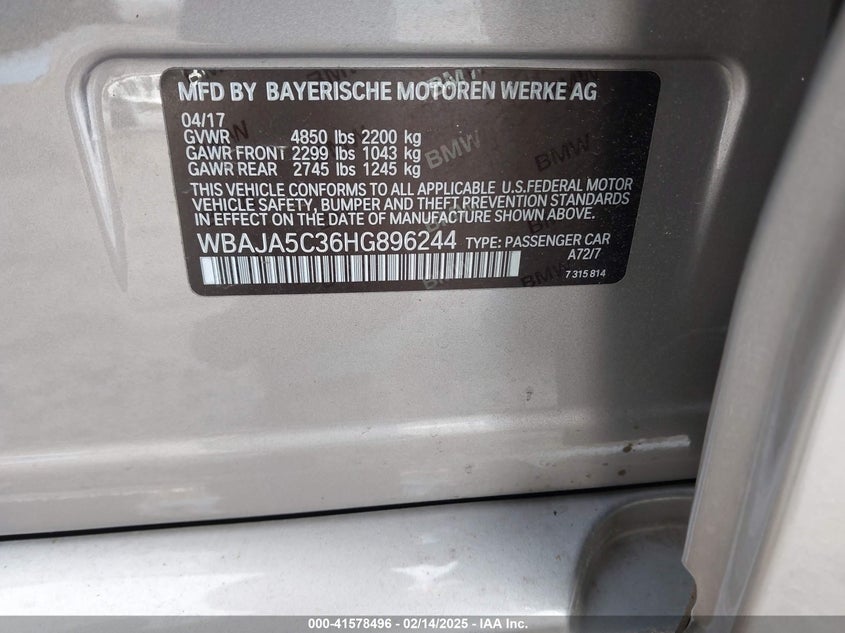 MFD BY BAYERISCHE MOTOREN WERKE AG
04/17
GVWR 4850 lbs 2200 kg
GAWR FRONT 2299 lbs 1043 kg
GAWR REAR 2745 lbs 1245 kg
THIS VEHICLE CONFORMS TO ALL APPLICABLE U.S.FEDERAL MOTOR
VEHICLE SAFETY, BUMPER AND THEFT PREVENTION STANDARDS
IN EFFECT ON THE DATE OF MANUFACTURE SHOWN ABOVE.
WBAJA5C36HG896244 TYPE: PASSENGER CAR
A72/7
7 315 814
000-41578496 - 02/14/2025 - IAA Inc.